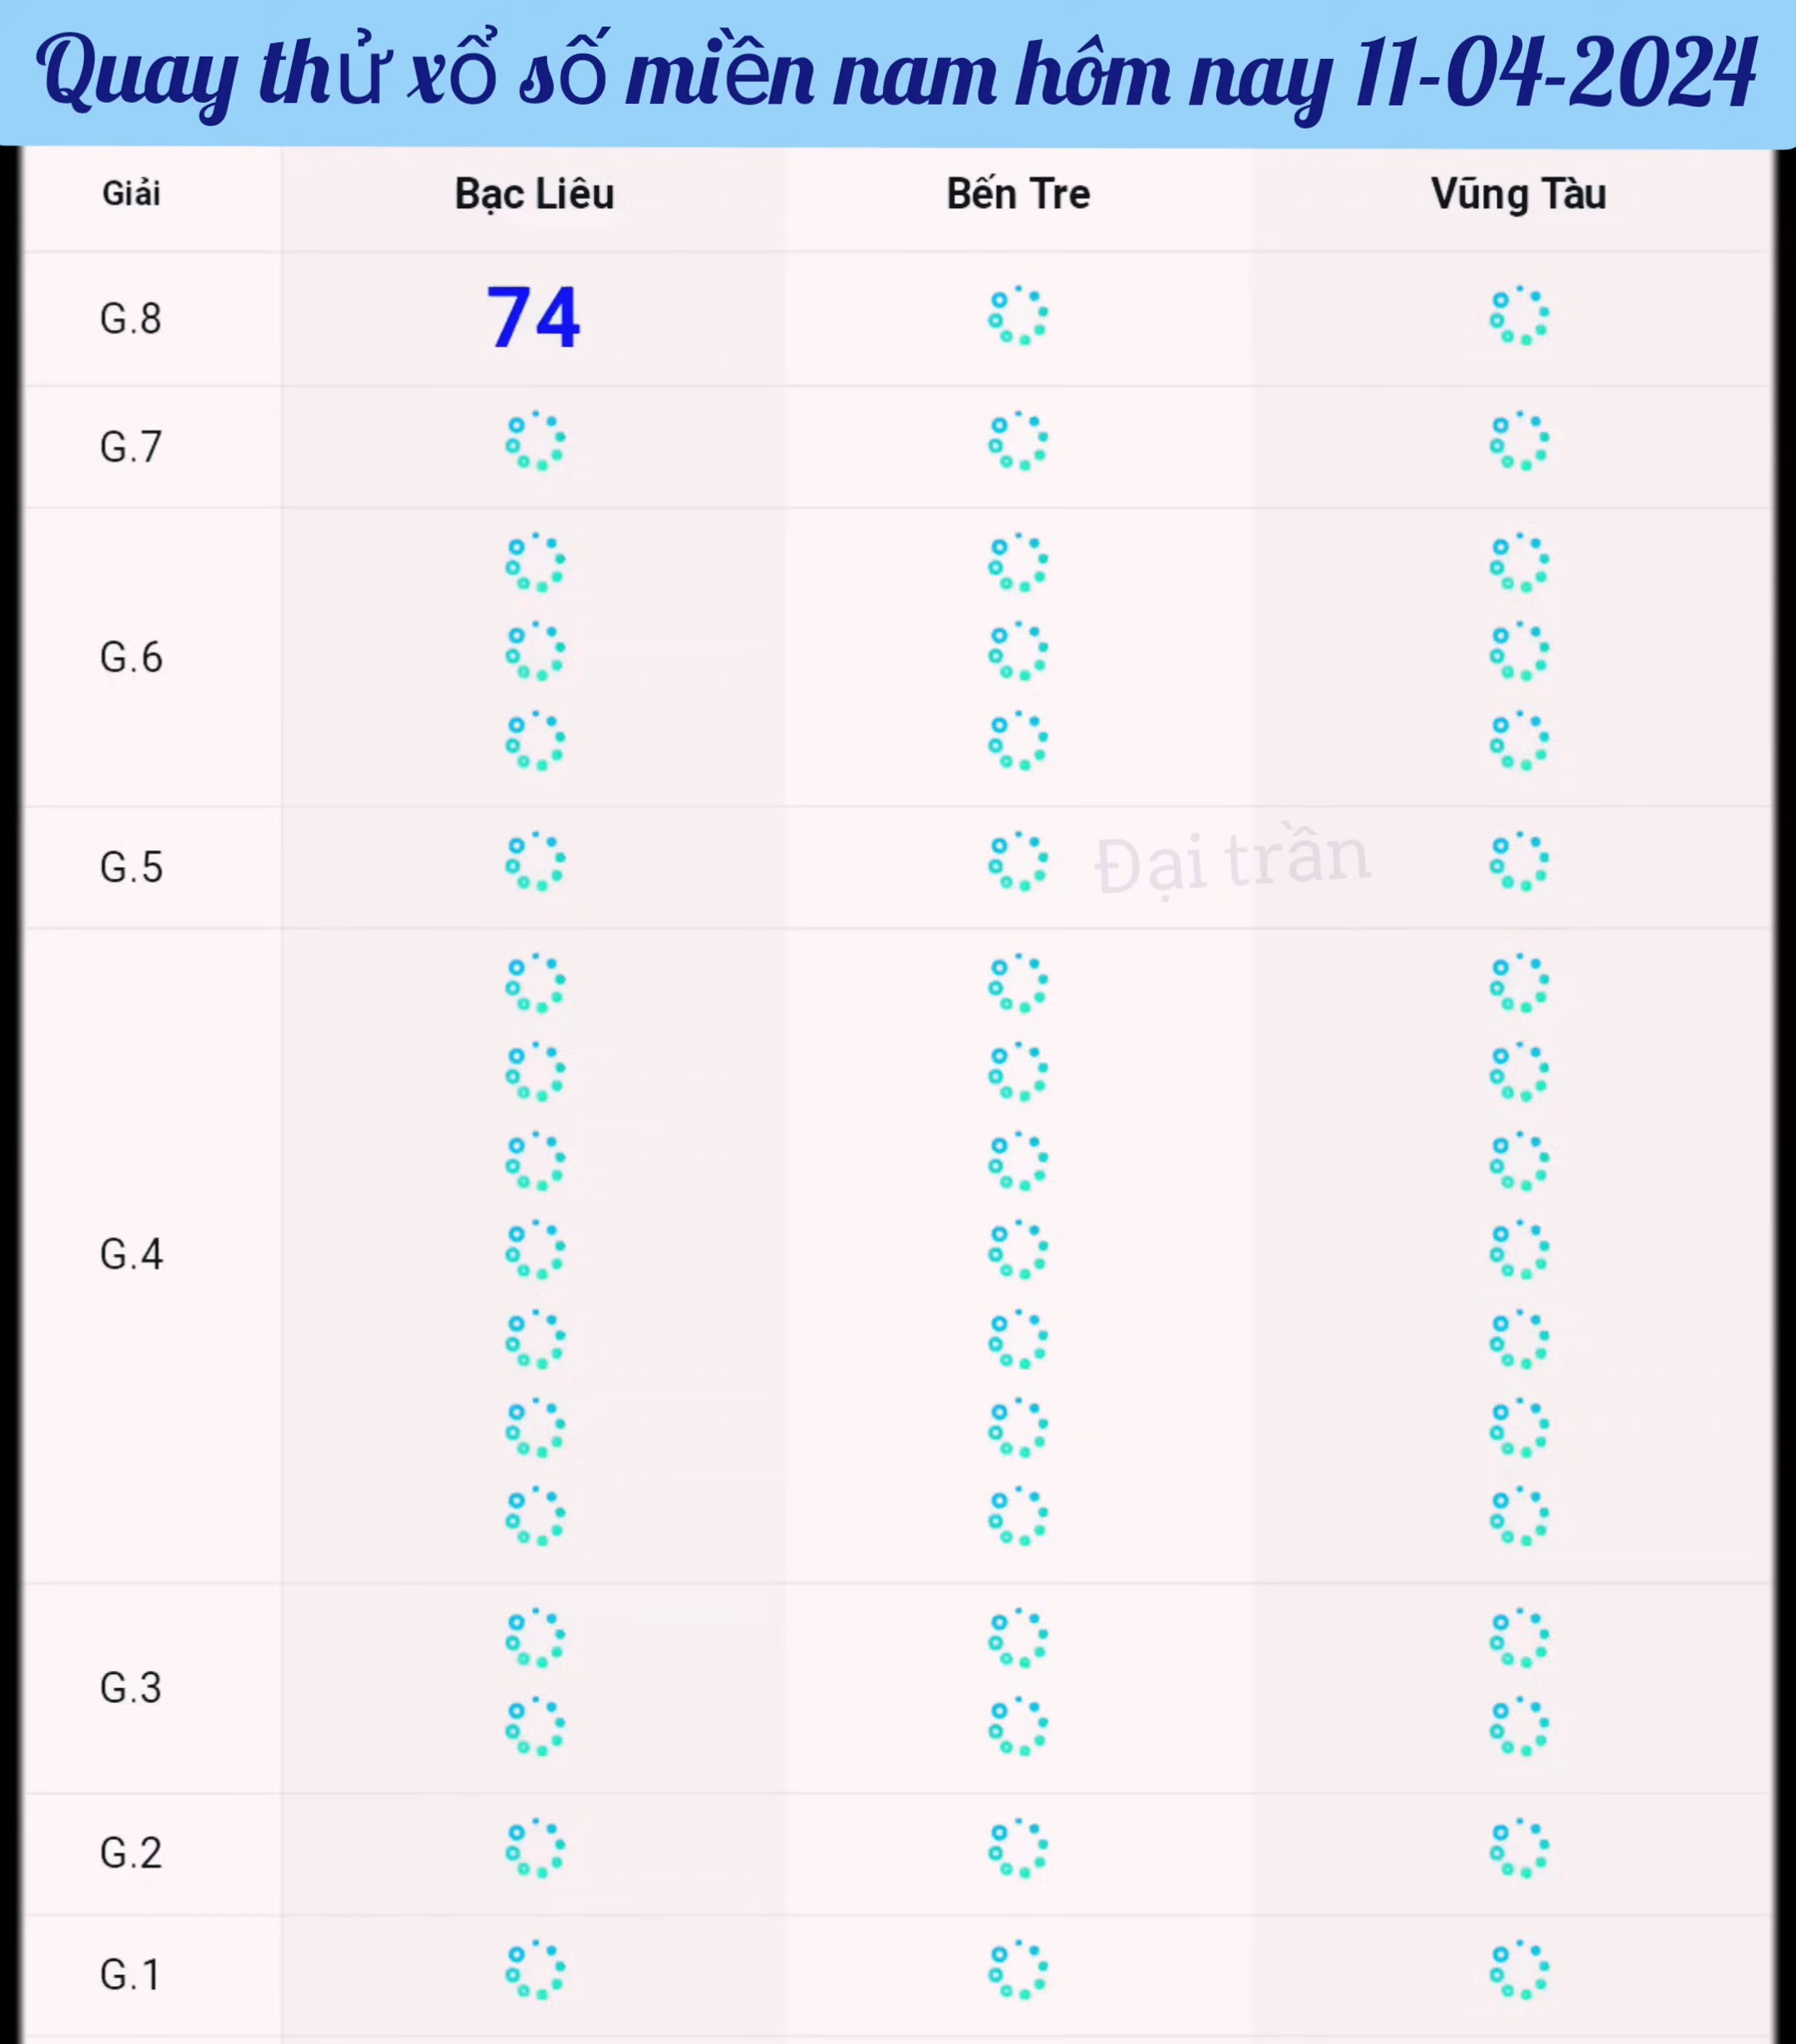 Quay thử xổ số miền nam hôm nay 11-04-2024
Giải Bạc Liêu Bến Tre Vũng Tàu
G.8 74
G.7
G.6
G.5
Đại trần
G.4
G.3
G.2
G.1